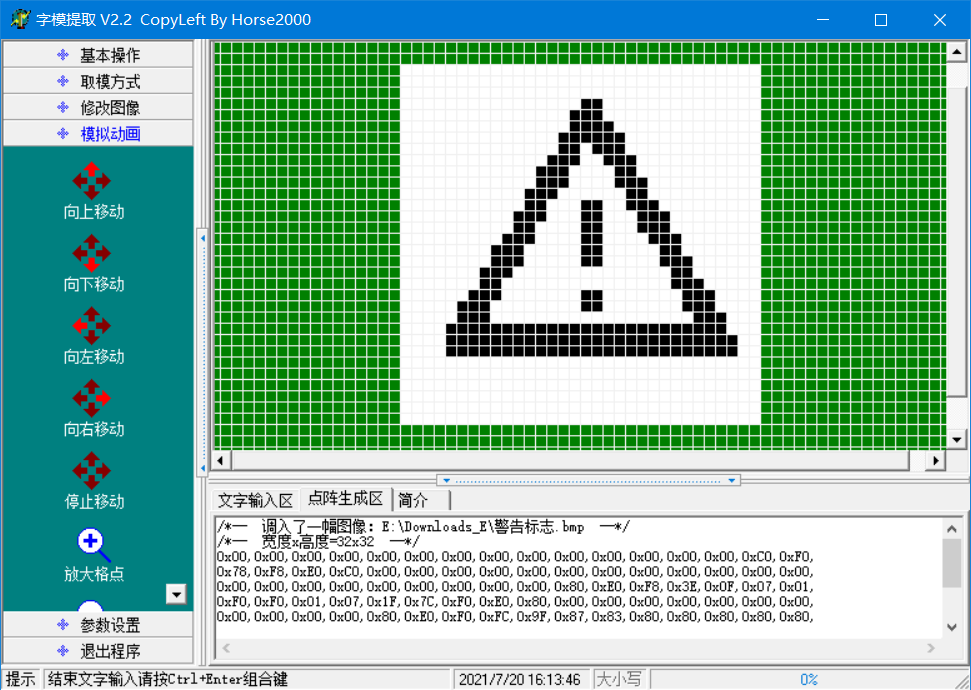 字模提取 V2.2 CopyLeft By Horse2000
基本操作
取模方式
修改图像
模拟动画
向上移动
向下移动
向左移动
向右移动
停止移动
放大格点
参数设置
退出程序
文字输入区 点阵生成区 简介
/*— 调入了一幅图像: E:\Downloads_E\警告标志.bmp —*/
/*— 宽度x高度=32x32 —*/
0x00,0x00,0x00,0x00,0x00,0x00,0x00,0x00,0x00,0x00,0x00,0x00,0x00,0x00,0xC0,0xF0,
0x78,0xF8,0xE0,0xC0,0x00,0x00,0x00,0x00,0x00,0x00,0x00,0x00,0x00,0x00,0x00,0x00,
0x00,0x00,0x00,0x00,0x00,0x00,0x00,0x00,0x00,0x80,0xE0,0xF8,0x3E,0x0F,0x07,0x01,
0xF0,0xF0,0x01,0x07,0x1F,0x7C,0xF0,0xE0,0x80,0x00,0x00,0x00,0x00,0x00,0x00,0x00,
0x00,0x00,0x00,0x00,0x80,0xE0,0xF0,0xFC,0x9F,0x87,0x83,0x80,0x80,0x80,0x80,0x80,
提示 结束文字输入请按Ctrl+Enter组合键 2021/7/20 16:13:46 大小写 0%